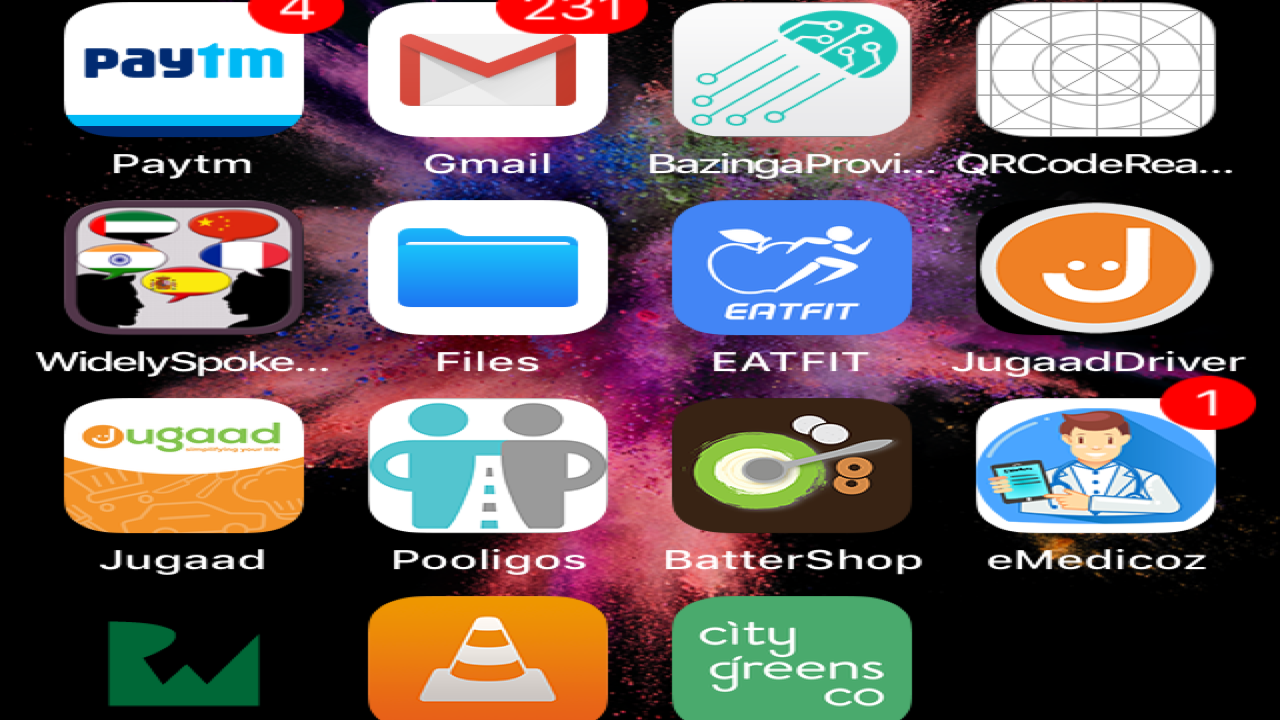 4
231
paytm
Paytm
Gmail
BazingaProvi...
QRCodeRea...
EATFIT
WidelySpoke...
Files
EATFIT
JugaadDriver
1
Jugaad
simplifying your life
Jugaad
Pooligos
BatterShop
eMedicoz
RW
city
greens
co